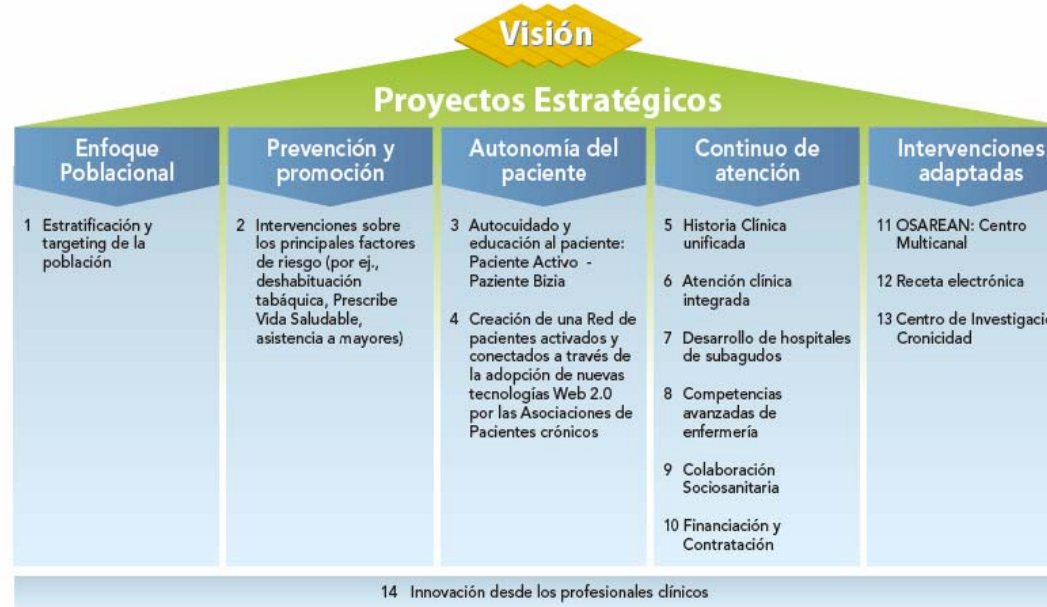 Visión
Proyectos Estratégicos
Enfoque
Poblacional
1 Estratificación y
targeting de la
población
Prevención y
promoción
2 Intervenciones sobre
los principales factores
de riesgo (por ej.,
deshabituación
tabáquica, Prescribe
Vida Saludable,
asistencia a mayores)
Autonomía del
paciente
3 Autocuidado y
educación al paciente:
Paciente Activo -
Paziente Bizia
4 Creación de una Red de
pacientes activados y
conectados a través de
la adopción de nuevas
tecnologías Web 2.0
por las Asociaciones de
Pacientes crónicos
Continuo de
atención
5 Historia Clínica
unificada
6 Atención clínica
integrada
7 Desarrollo de hospitales
de subagudos
8 Competencias
avanzadas de
enfermería
9 Colaboración
Sociosanitaria
10 Financiación y
Contratación
Intervenciones
adaptadas
11 OSAREAN: Centro
Multicanal
12 Receta electrónica
13 Centro de Investigació
Cronicidad
14 Innovación desde los profesionales clínicos